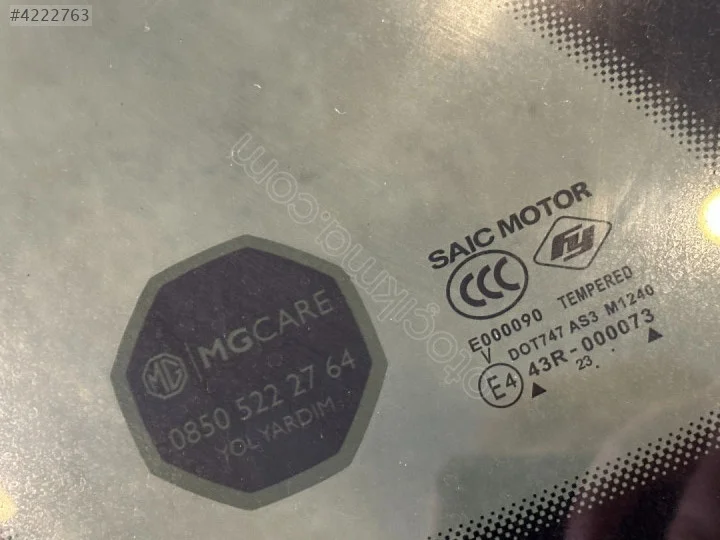 #4222763
otocikmai.com
SAIC MOTOR
CCC
E000090 TEMPERED
V DOT747 AS3 M1240
E4 43R-000073
23
MG MGCARE
0850 522 27 64
YOL YARDIM